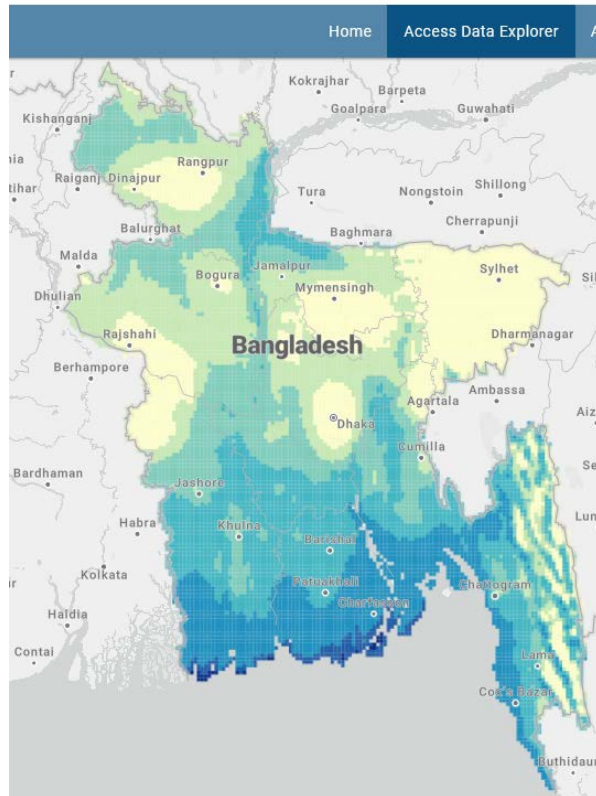 Home Access Data Explorer
Kokrajhar
Barpeta
Goalpara
Guwahati
Kishanganj
Rangpur
Raiganj
Dinajpur
Tura
Nongstoin
Shillong
Cherrapunji
Balurghat
Baghmara
Malda
Bogura
Jamalpur
Sylhet
Mymensingh
Dhulian
Rajshahi
Bangladesh
Dharmanagar
Berhampore
Agartala
Ambassa
Dhaka
Cumilla
Bardhaman
Jashore
Habra
Khulna
Barishal
Kolkata
Patuakhali
Chattogram
Charfasson
Haldia
Contai
Lama
Cox's Bazar